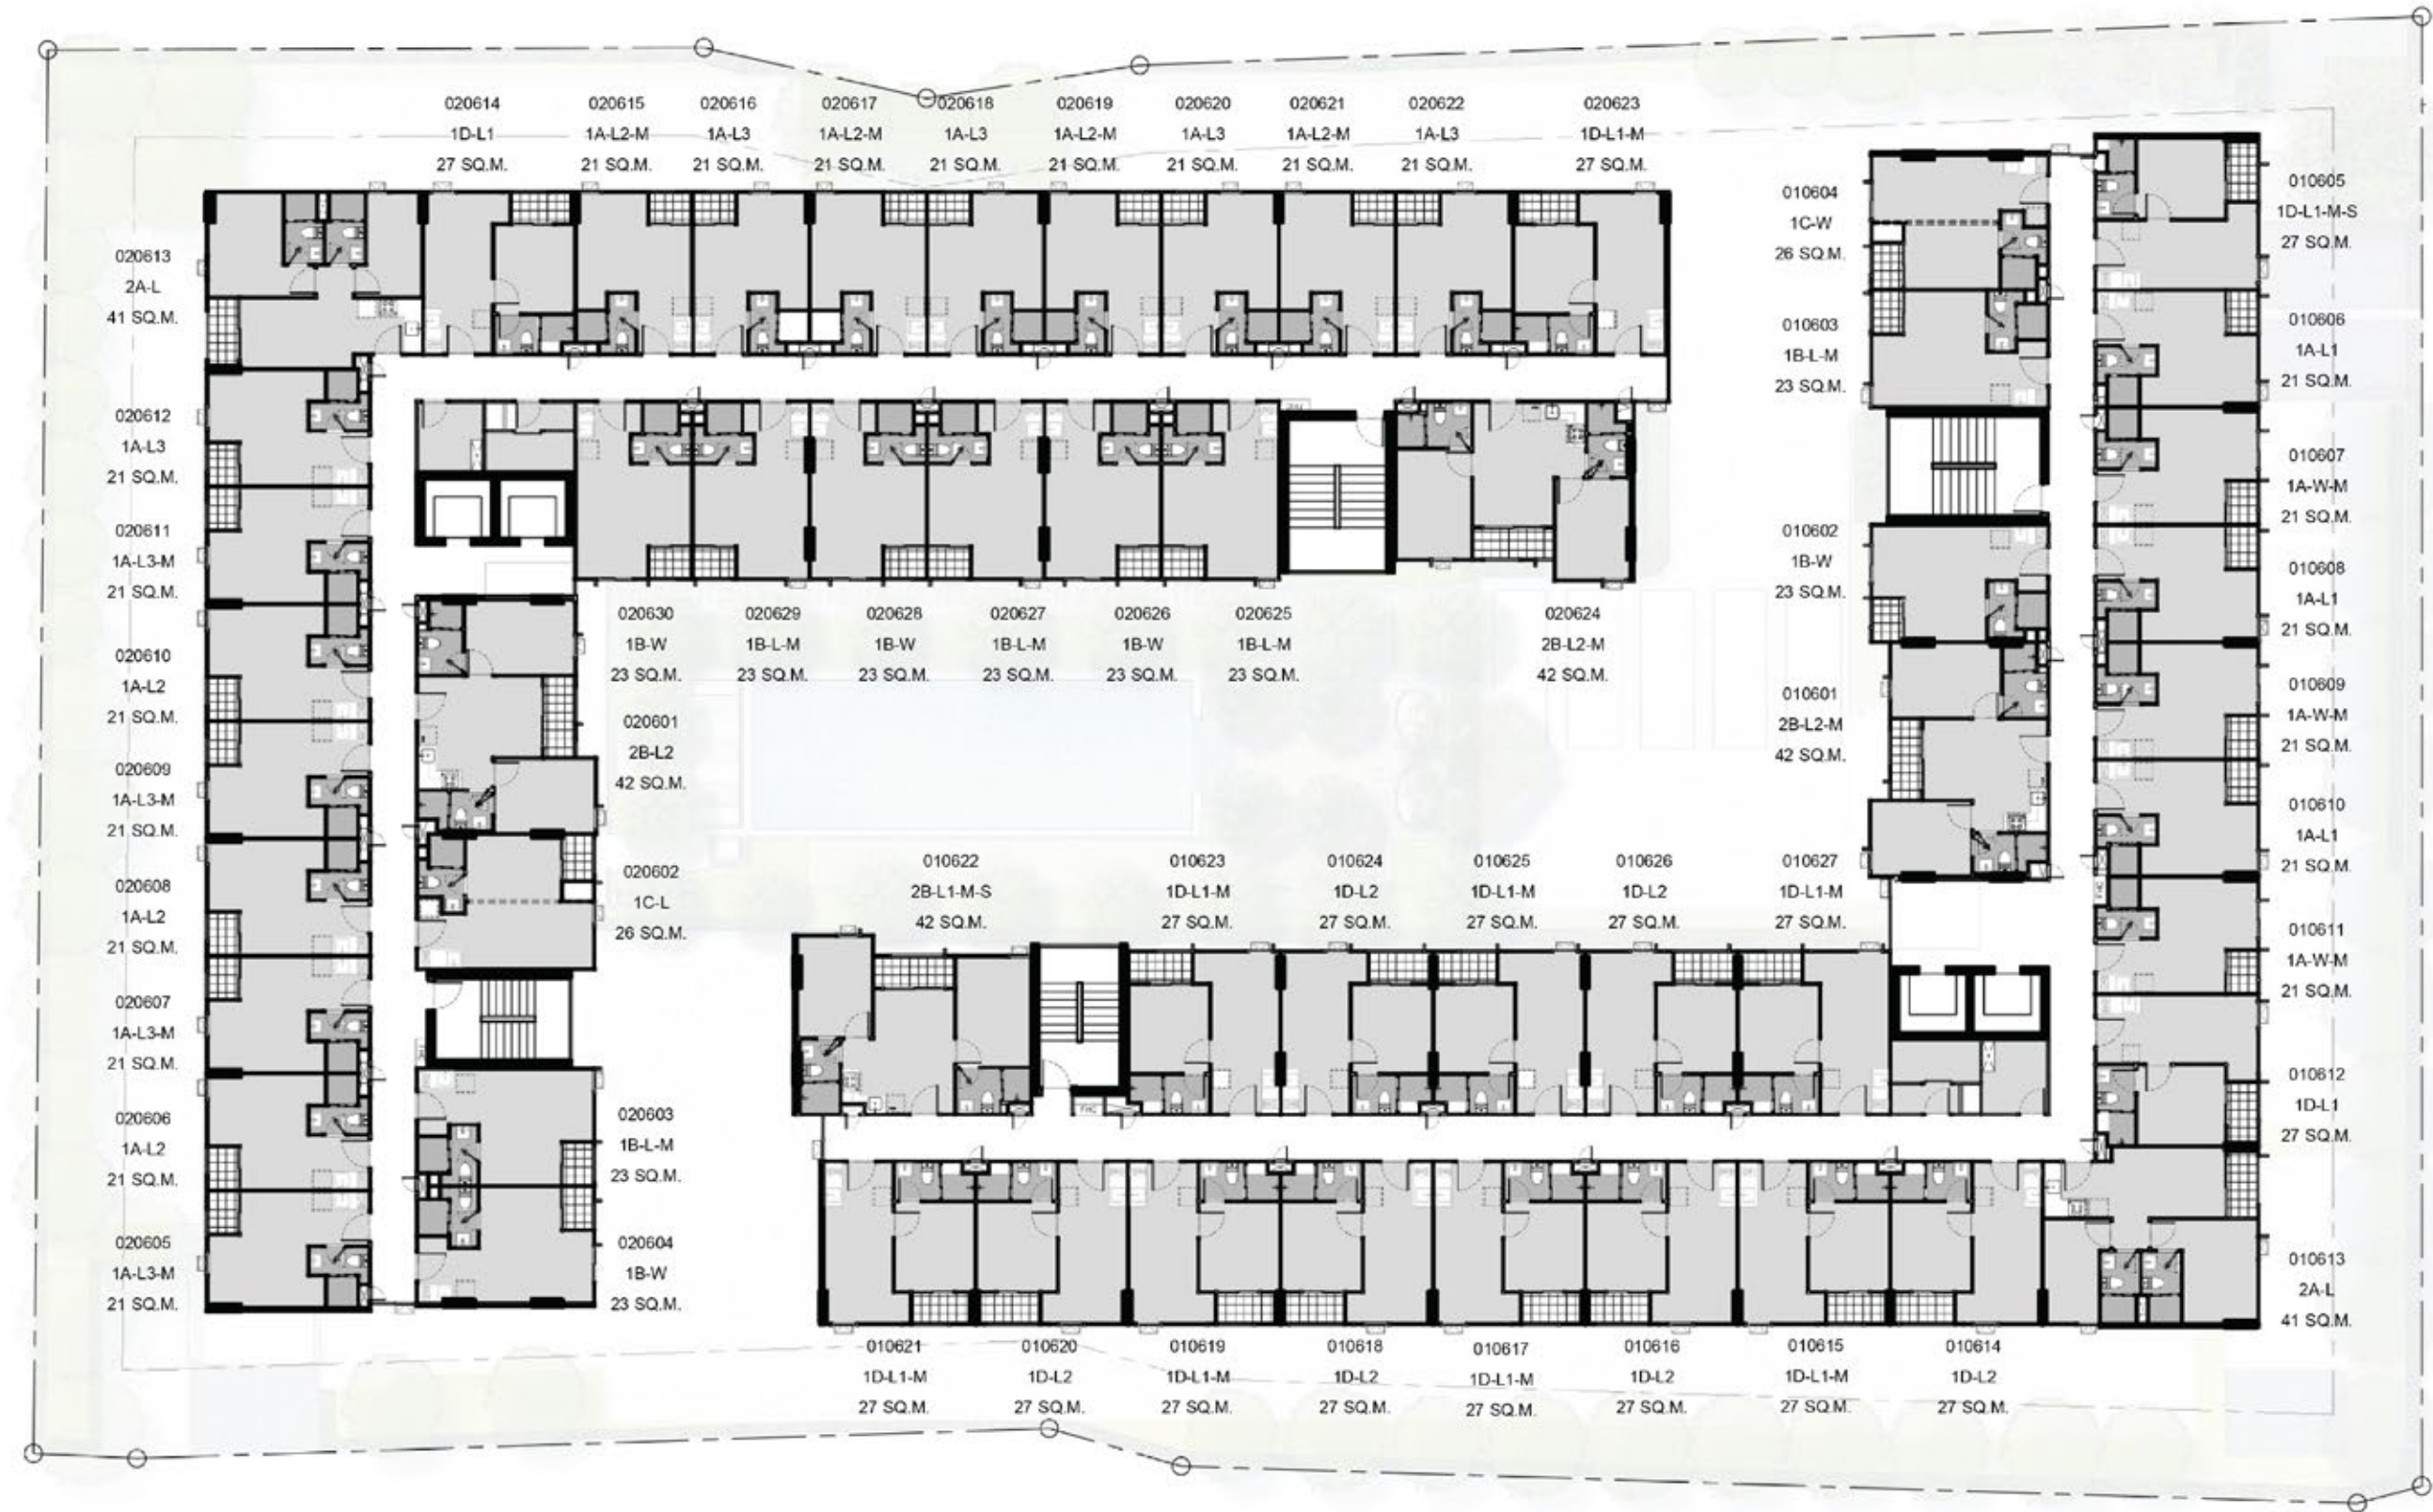 020614
1D-L1
27 SQ.M.
020615
1A-L2-M
21 SQ.M.
020616
1A-L3
21 SQ.M.
020617
1A-L2-M
21 SQ.M.
020618
1A-L3
21 SQ.M.
020619
1A-L2-M
21 SQ.M.
020620
1A-L3
21 SQ.M.
020621
1A-L2-M
21 SQ.M.
020622
1A-L3
21 SQ.M.
020623
1D-L1-M
27 SQ.M.
020613
2A-L
41 SQ.M.
020612
1A-L3
21 SQ.M.
020611
1A-L3-M
21 SQ.M.
020610
1A-L2
21 SQ.M.
020609
1A-L3-M
21 SQ.M.
020608
1A-L2
21 SQ.M.
020607
1A-L3-M
21 SQ.M.
020606
1A-L2
21 SQ.M.
020605
1A-L3-M
21 SQ.M.
020630
1B-W
23 SQ.M.
020629
1B-L-M
23 SQ.M.
020628
1B-W
23 SQ.M.
020627
1B-L-M
23 SQ.M.
020626
1B-W
23 SQ.M.
020625
1B-L-M
23 SQ.M.
020624
2B-L2-M
42 SQ.M.
020601
2B-L2
42 SQ.M.
020602
1C-L
26 SQ.M.
020603
1B-L-M
23 SQ.M.
020604
1B-W
23 SQ.M.
010604
1C-W
26 SQ.M.
010603
1B-L-M
23 SQ.M.
010602
1B-W
23 SQ.M.
010601
2B-L2-M
42 SQ.M.
010605
1D-L1-M-S
27 SQ.M.
010606
1A-L1
21 SQ.M.
010607
1A-W-M
21 SQ.M.
010608
1A-L1
21 SQ.M.
010609
1A-W-M
21 SQ.M.
010610
1A-L1
21 SQ.M.
010611
1A-W-M
21 SQ.M.
010612
1D-L1
27 SQ.M.
010613
2A-L
41 SQ.M.
010622
2B-L1-M-S
42 SQ.M.
010623
1D-L1-M
27 SQ.M.
010624
1D-L2
27 SQ.M.
010625
1D-L1-M
27 SQ.M.
010626
1D-L2
27 SQ.M.
010627
1D-L1-M
27 SQ.M.
FHC
FHC
010621
1D-L1-M
27 SQ.M.
010620
1D-L2
27 SQ.M.
010619
1D-L1-M
27 SQ.M.
010618
1D-L2
27 SQ.M.
010617
1D-L1-M
27 SQ.M.
010616
1D-L2
27 SQ.M.
010615
1D-L1-M
27 SQ.M.
010614
1D-L2
27 SQ.M.